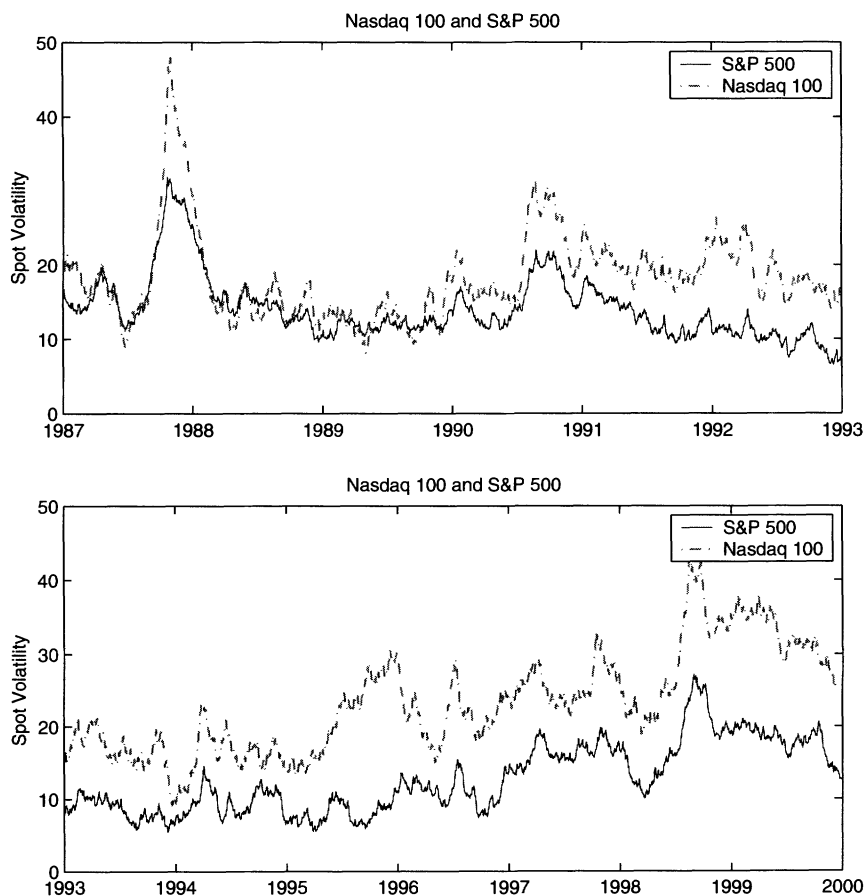 Nasdaq 100 and S&P 500
50
S&P 500
Nasdaq 100
40
Spot Volatility
20
10
0
1987 1988 1989 1990 1991 1992 1993
Nasdaq 100 and S&P 500
50
S&P 500
Nasdaq 100
40
30
Spot Volatility
20
10
0
1993 1994 1995 1996 1997 1998 1999 2000